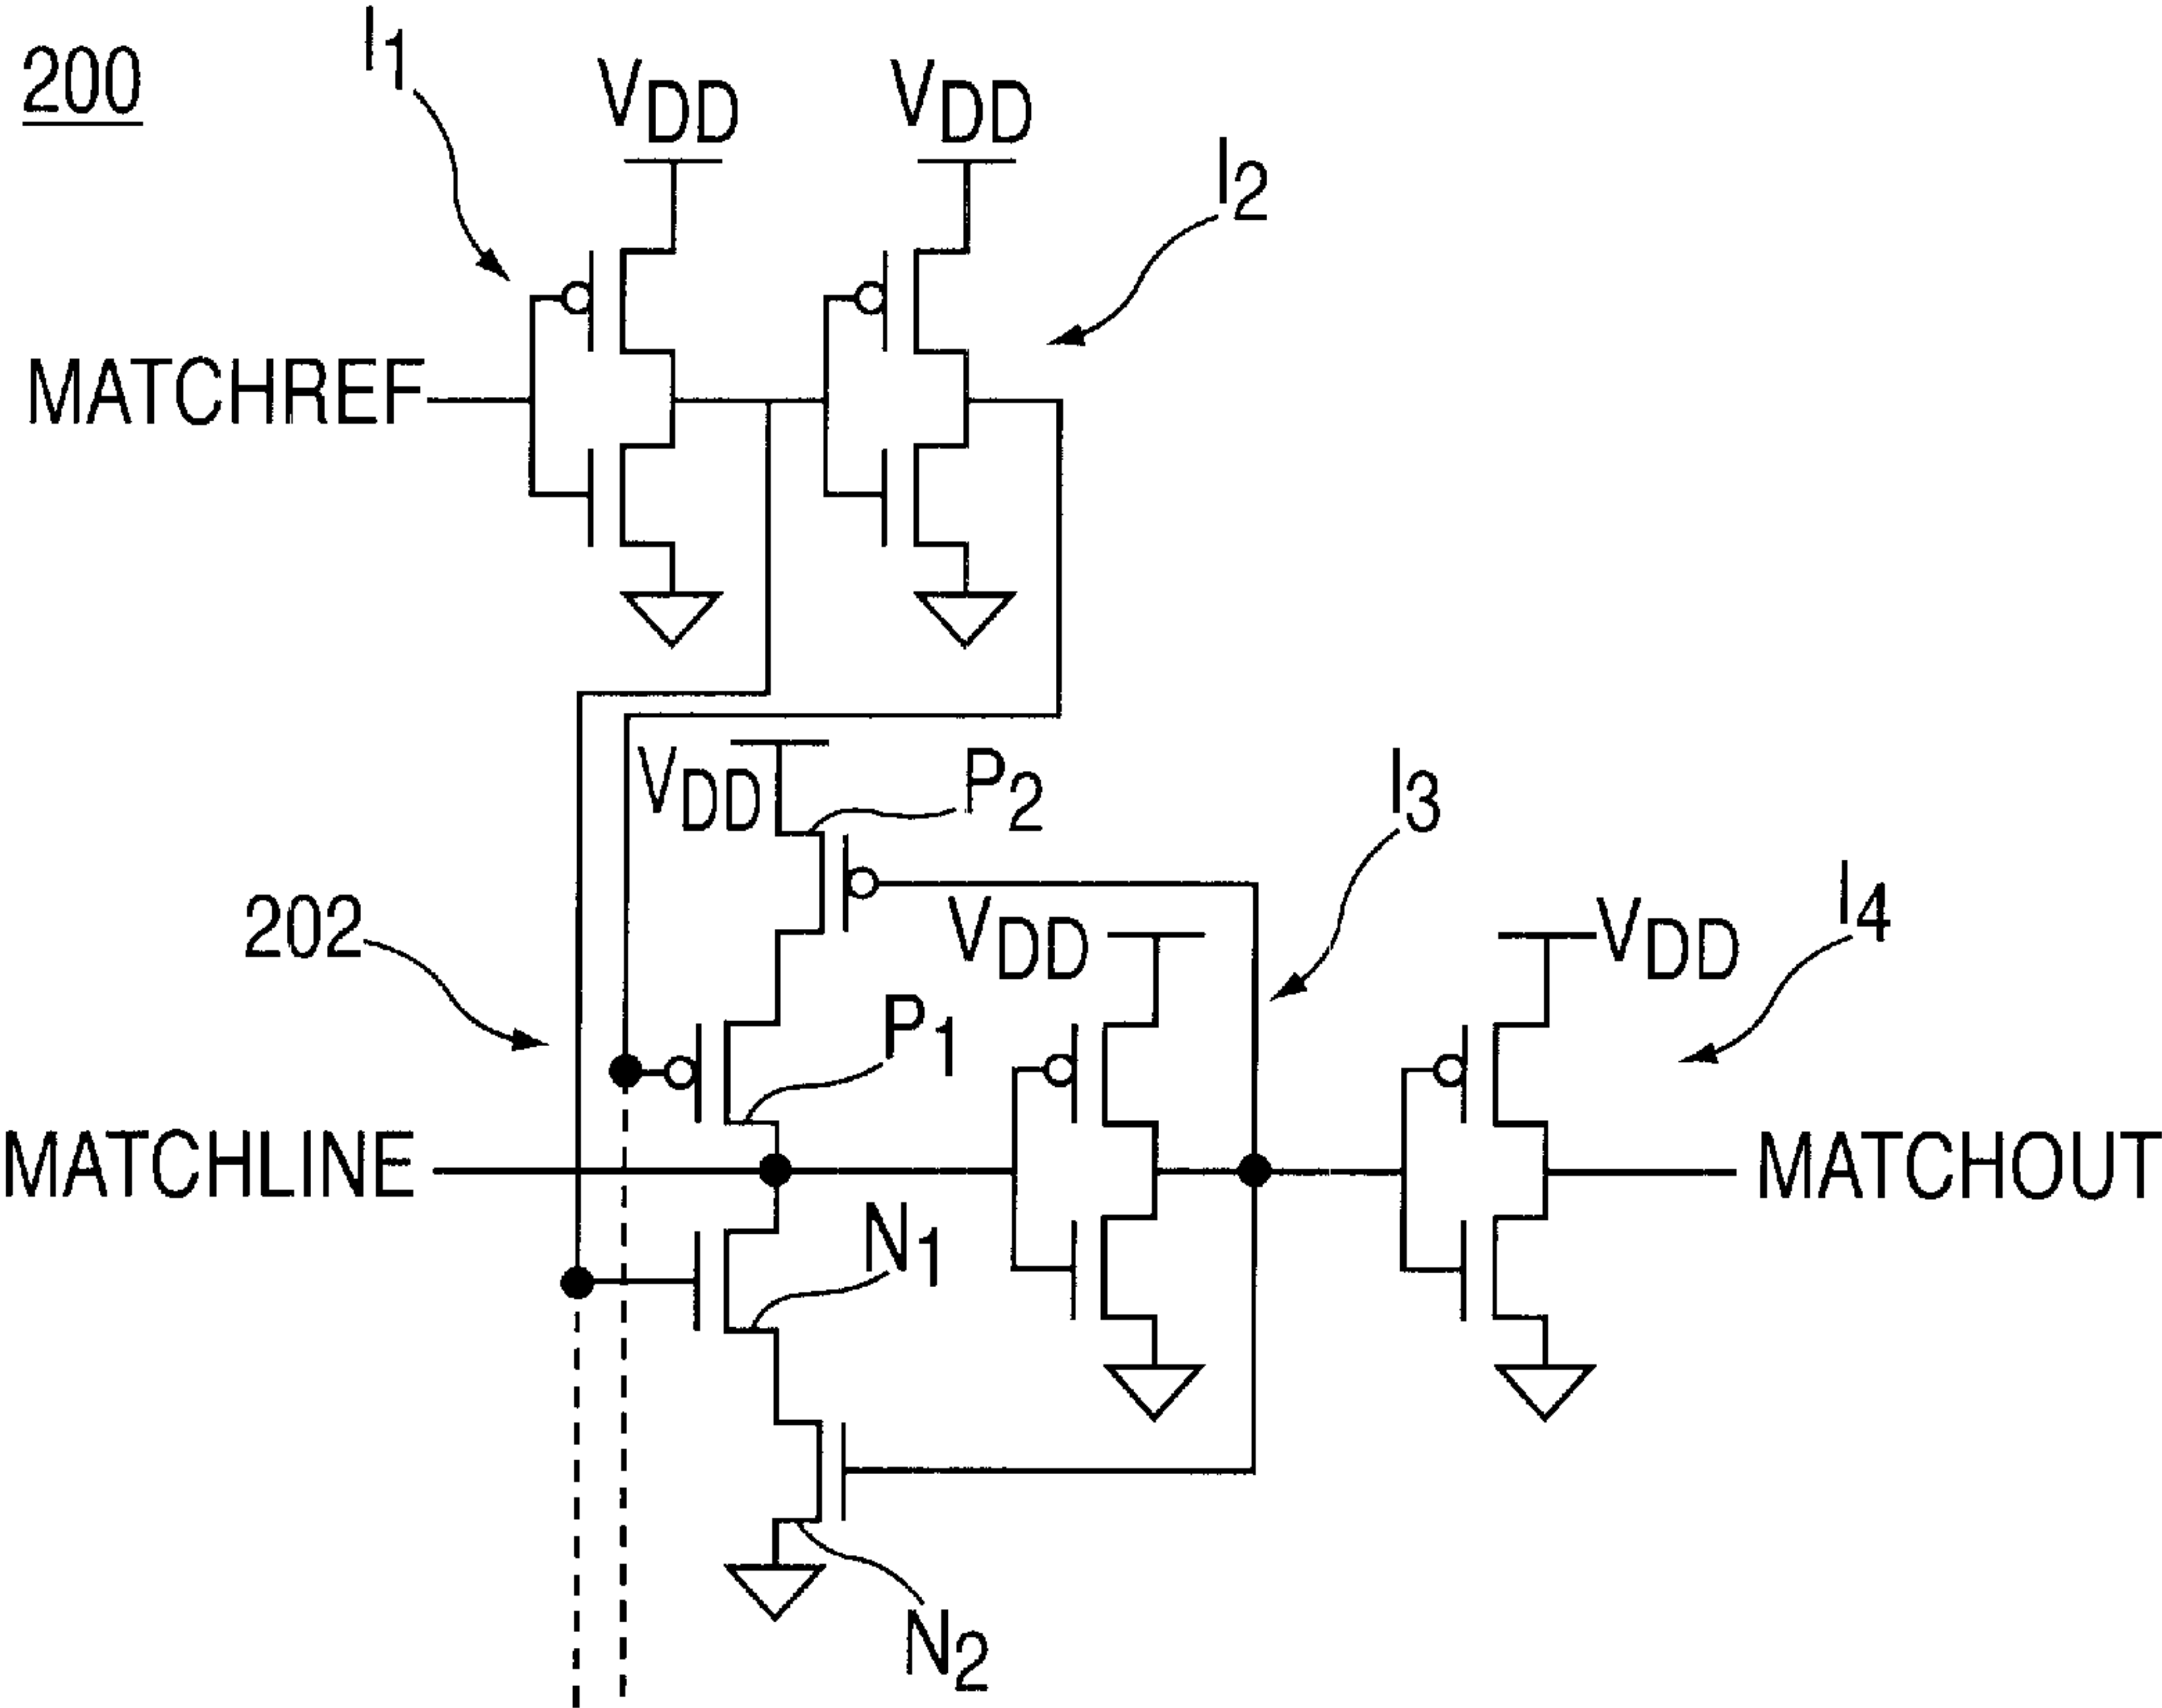 200
I1
VDD
VDD
I2
MATCHREF
VDD
P2
I3
202
VDD
I4
VDD
P1
MATCHLINE
MATCHOUT
N1
N2